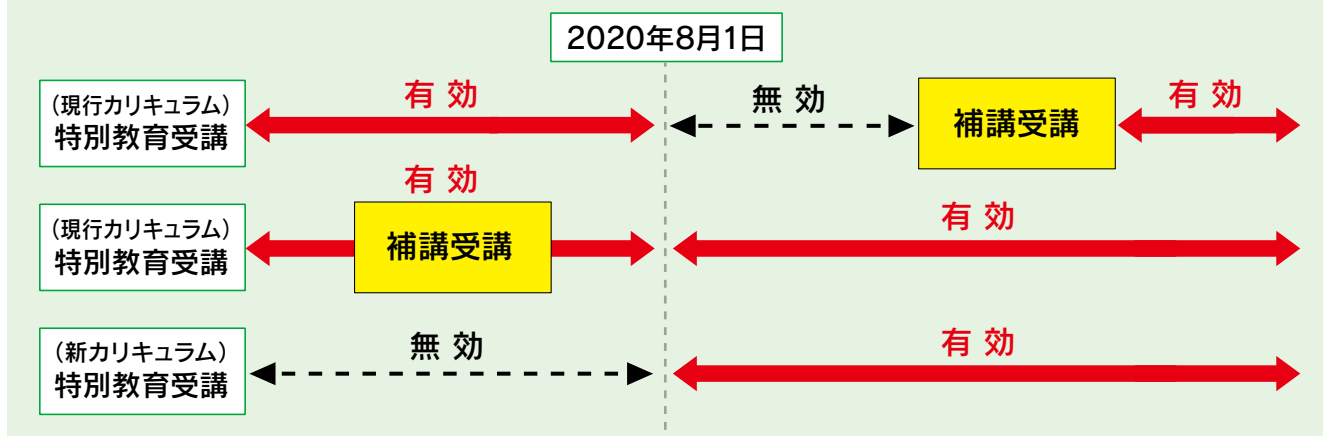 2020年8月1日
(現行カリキュラム)
特別教育受講
有 効
無 効
補講受講
有 効
(現行カリキュラム)
特別教育受講
有 効
補講受講
有 効
(新カリキュラム)
特別教育受講
無 効
有 効